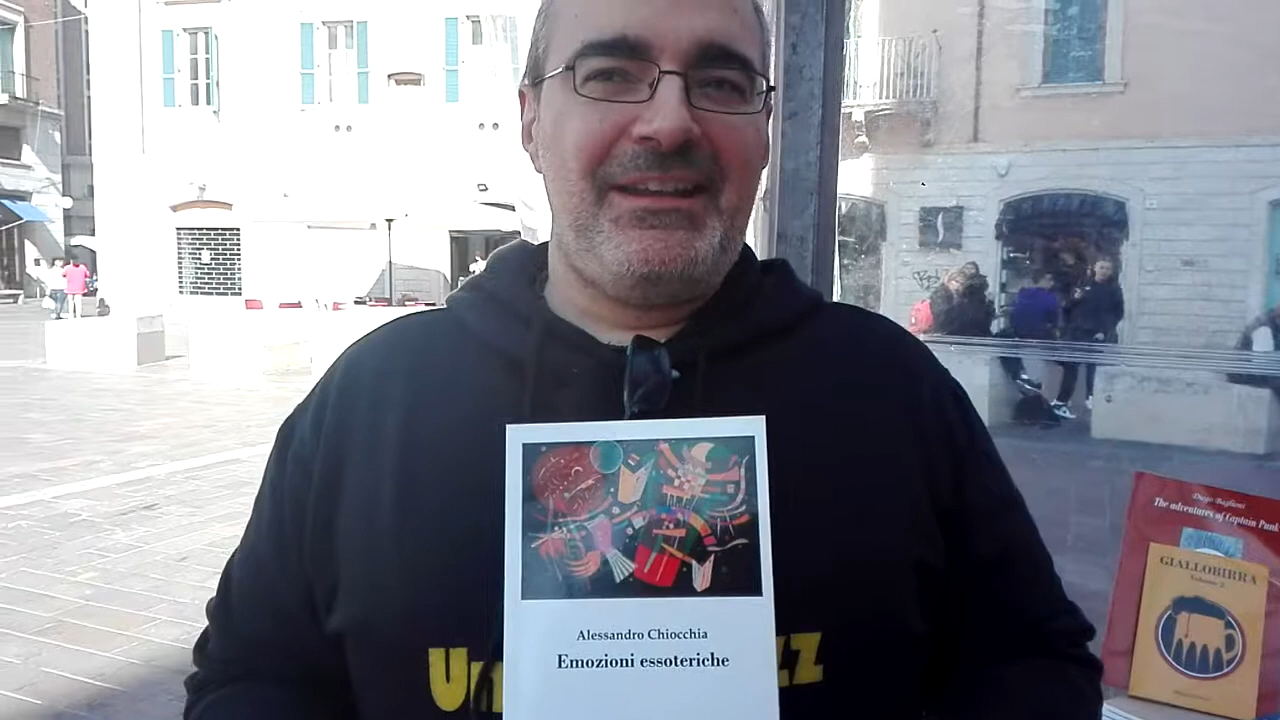 Alessandro Chiocchia
Emozioni essoteriche
Diego Baglioni
The adventures of Captain Punk
GIALLOBIRRA
Volume 2